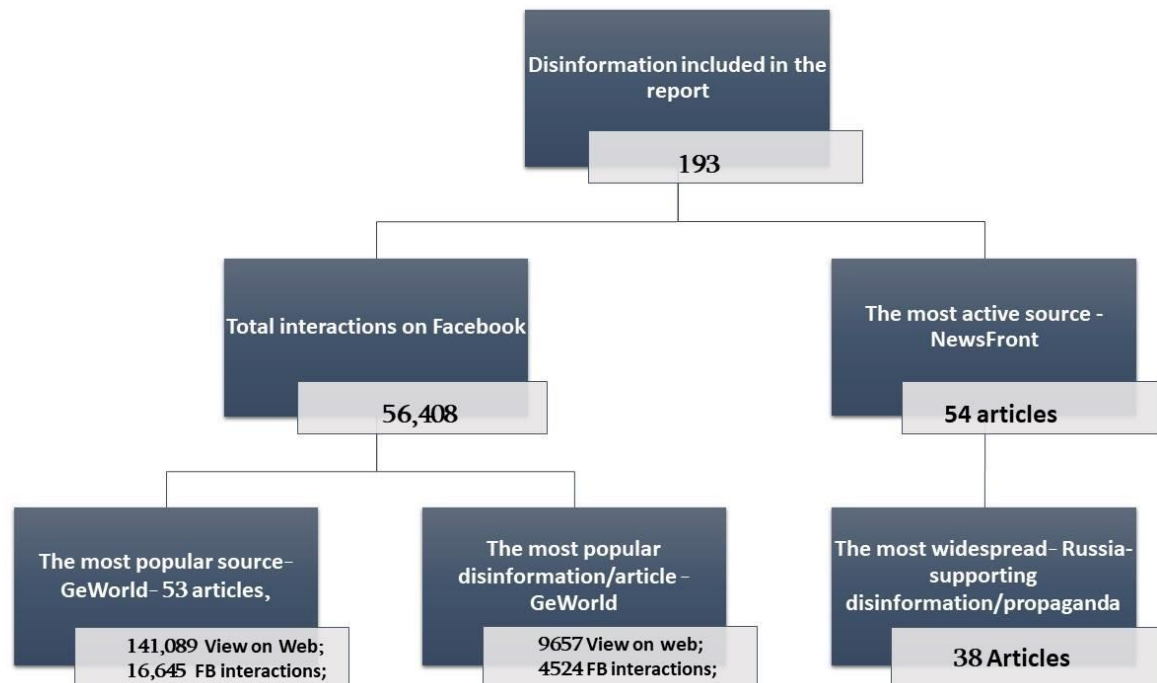 Disinformation included in the
report
193
Total interactions on Facebook
56,408
The most active source -
NewsFront
54 articles
The most popular source–
GeWorld– 53 articles,
141,089 View on Web;
16,645 FB interactions;
The most popular
disinformation/article –
GeWorld
9657 View on web;
4524 FB interactions;
The most widespread– Russia-
supporting
disinformation/propaganda
38 Articles